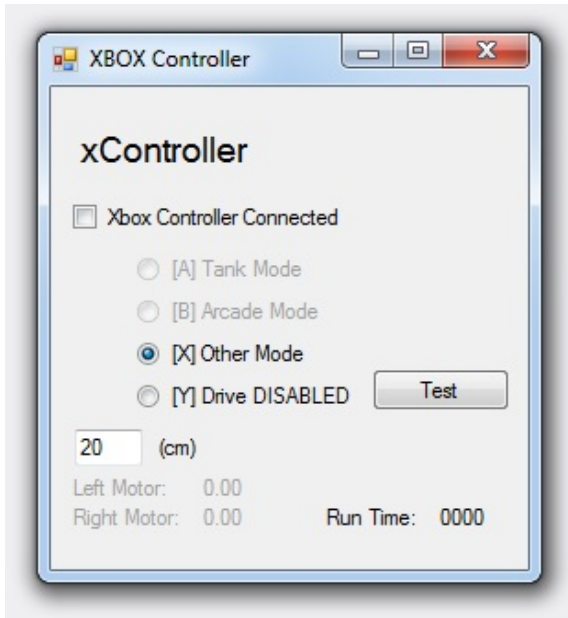 XBOX Controller
xController
Xbox Controller Connected
[A] Tank Mode
[B] Arcade Mode
[X] Other Mode
[Y] Drive DISABLED Test
20 (cm)
Left Motor: 0.00
Right Motor: 0.00 Run Time: 0000